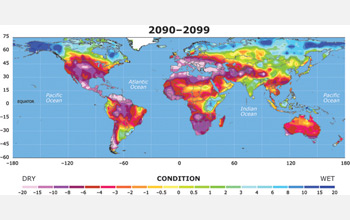 2090–2099
75
60
45
30
15
EQUATOR
0
-15
-30
-45
-60
Pacific
Ocean
Atlantic
Ocean
Indian
Ocean
Pacific
Ocean
-180 -120 -60 0 60 120 180
DRY CONDITION WET
-20 -15 -10 -8 -6 -4 -3 -2 -1 -0.5 0 0.5 1 2 3 4 6 8 10 15 20